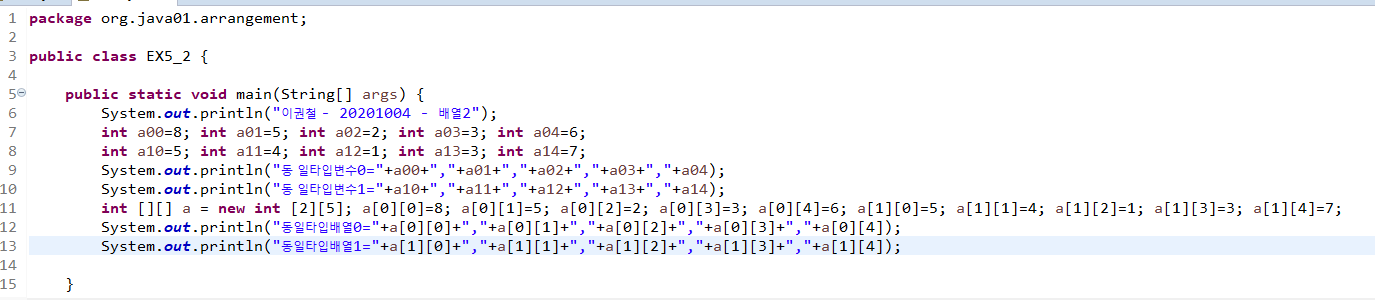 1 package org.java01.arrangement;
2
3 public class EX5_2 {
4
5 public static void main(String[] args) {
6 System.out.println("이권철 - 20201004 - 배열2");
7 int a00=8; int a01=5; int a02=2; int a03=3; int a04=6;
8 int a10=5; int a11=4; int a12=1; int a13=3; int a14=7;
9 System.out.println("동 일타입변수0="+a00+","+a01+","+a02+","+a03+","+a04);
10 System.out.println("동 일타입변수1="+a10+","+a11+","+a12+","+a13+","+a14);
11 int [][] a = new int [2][5]; a[0][0]=8; a[0][1]=5; a[0][2]=2; a[0][3]=3; a[0][4]=6; a[1][0]=5; a[1][1]=4; a[1][2]=1; a[1][3]=3; a[1][4]=7;
12 System.out.println("동일타입배열0="+a[0][0]+","+a[0][1]+","+a[0][2]+","+a[0][3]+","+a[0][4]);
13 System.out.println("동일타입배열1="+a[1][0]+","+a[1][1]+","+a[1][2]+","+a[1][3]+","+a[1][4]);
14
15 }